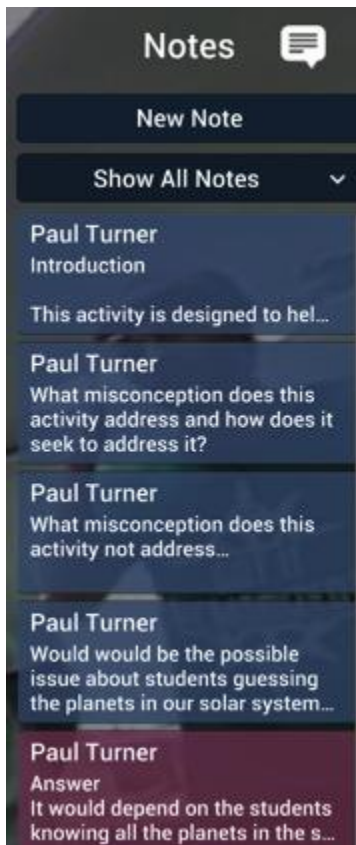 Notes
New Note
Show All Notes
Paul Turner
Introduction
This activity is designed to hel...
Paul Turner
What misconception does this
activity address and how does it
seek to address it?
Paul Turner
What misconception does this
activity not address...
Paul Turner
Would would be the possible
issue about students guessing
the planets in our solar system...
Paul Turner
Answer
It would depend on the students
knowing all the planets in the s...